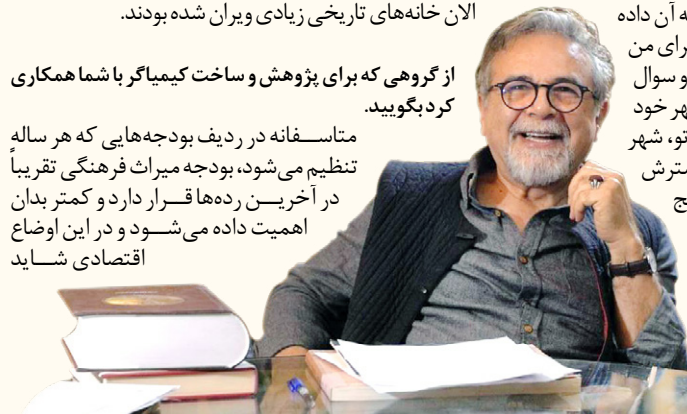 ه آن داده
رای من
و سوال
هر خود
تو، شهر
سترش
ج
الان خانه‌های تاریخی زیادی ویران شده بودند.
از گروهی که برای پژوهش و ساخت کیمیاگر با شما همکاری
کرد بگویید.
متاسفانه در ردیف بودجه‌هایی که هر ساله
تنظیم می‌شود، بودجه میراث فرهنگی تقریباً
در آخرین رده‌ها قرار دارد و کمتر بدان
اهمیت داده می‌شود و در این اوضاع
اقتصادی شاید